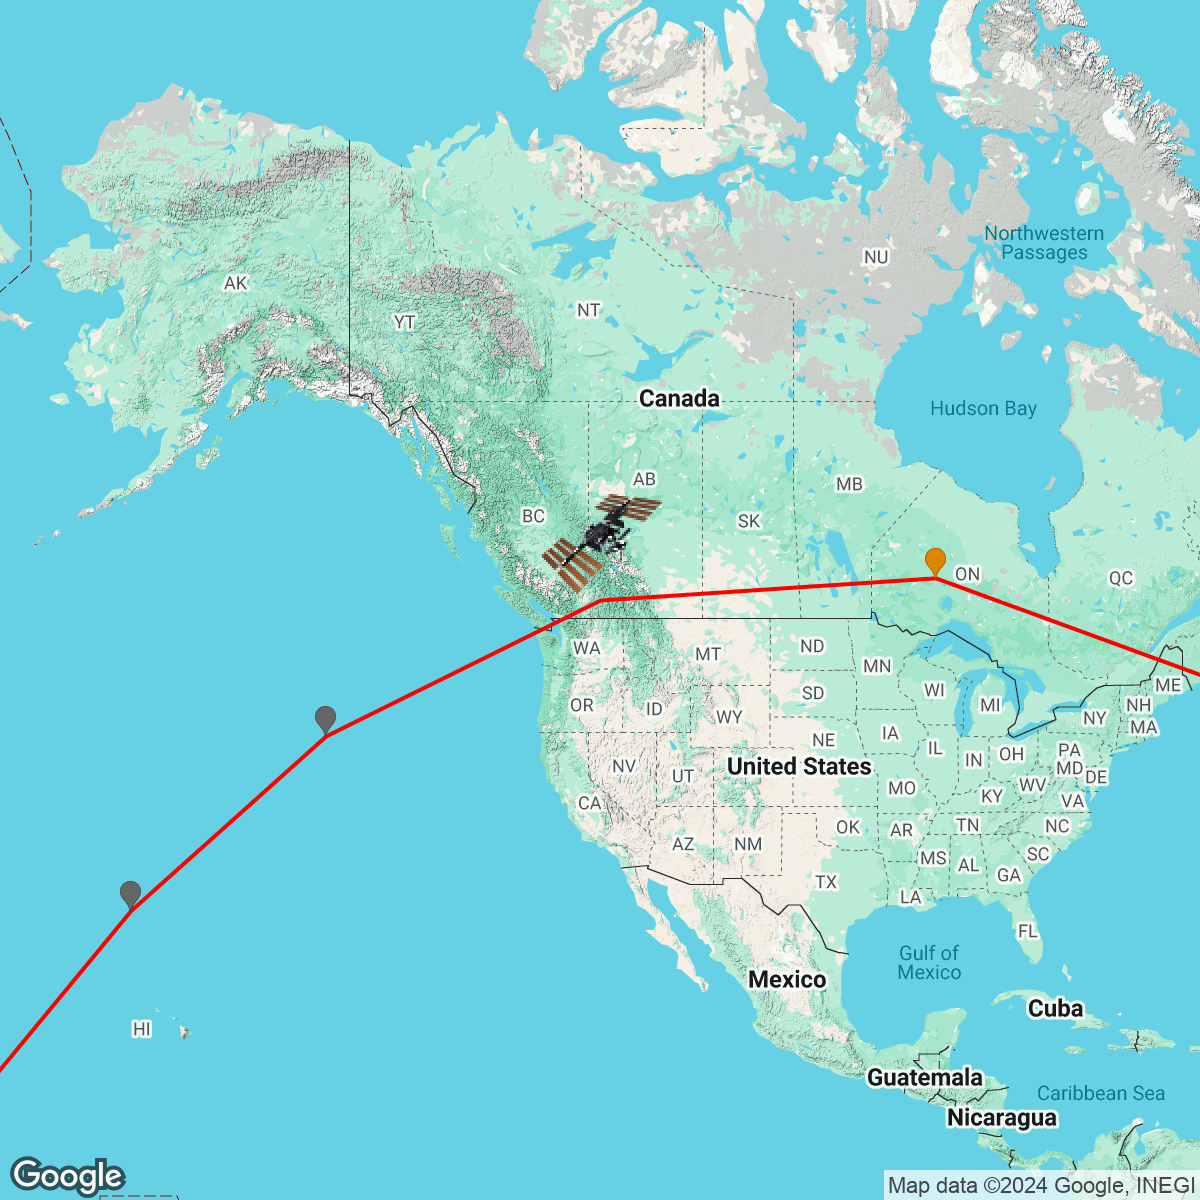 Northwestern
Passages
NU
AK
NT
YT
Canada
Hudson Bay
AB
MB
BC
SK
ON
QC
WA
MT
ND
MN
ME
OR
ID
WY
SD
WI
MI
NY
NH
MA
NV
UT
NE
IA
IL
IN
OH
PA
MD
DE
United States
CA
MO
KY
WV
VA
AZ
NM
OK
AR
TN
NC
MS
AL
SC
GA
TX
LA
FL
Gulf of
Mexico
Mexico
HI
Cuba
Guatemala
Caribbean Sea
Nicaragua
Google
Map data ©2024 Google, INEGI